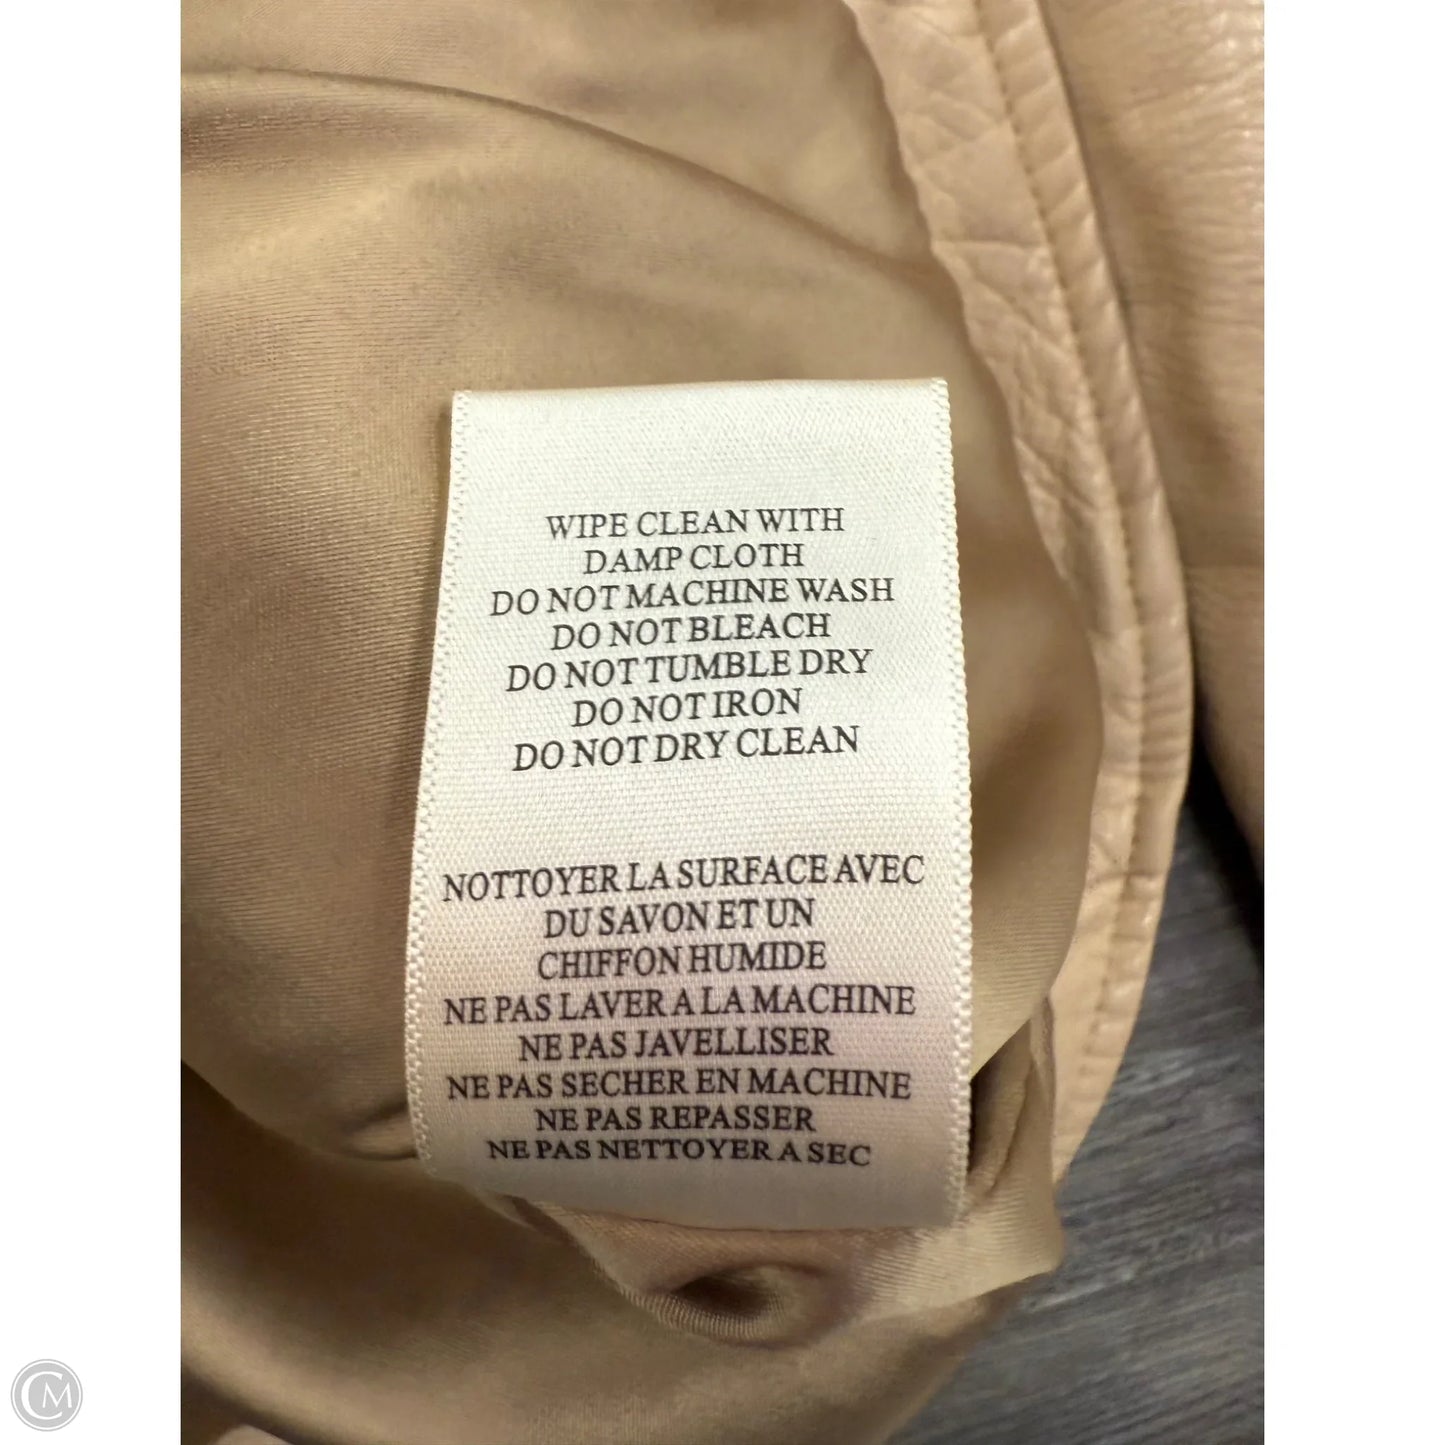 WIPE CLEAN WITH
DAMP CLOTH
DO NOT MACHINE WASH
DO NOT BLEACH
DO NOT TUMBLE DRY
DO NOT IRON
DO NOT DRY CLEAN
NOTTOYER LA SURFACE AVEC
DU SAVON ET UN
CHIFFON HUMIDE
NE PAS LAVER A LA MACHINE
NE PAS JAVELLISER
NE PAS SECHER EN MACHINE
NE PAS REPASSER
NE PAS NETTOYER A SEC
CM